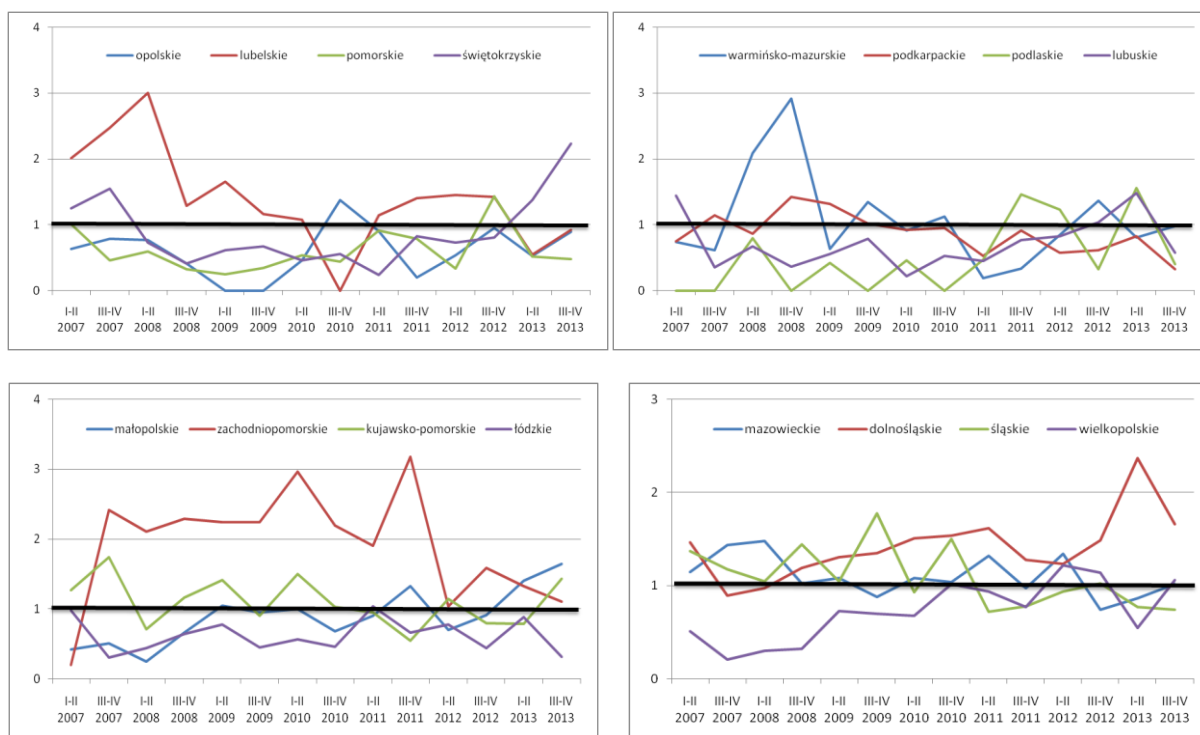 4
opolskie lubelskie pomorskie świętokrzyskie
3
2
1
0
I-II III-IV I-II III-IV I-II III-IV I-II III-IV I-II III-IV I-II III-IV I-II III-IV
2007 2007 2008 2008 2009 2009 2010 2010 2011 2011 2012 2012 2013 2013
4
warmińsko-mazurskie podkarpackie podlaskie lubuskie
3
2
1
0
I-II III-IV I-II III-IV I-II III-IV I-II III-IV I-II III-IV I-II III-IV I-II III-IV
2007 2007 2008 2008 2009 2009 2010 2010 2011 2011 2012 2012 2013 2013
4
małopolskie zachodniopomorskie kujawsko-pomorskie łódzkie
3
2
1
0
I-II III-IV I-II III-IV I-II III-IV I-II III-IV I-II III-IV I-II III-IV I-II III-IV
2007 2007 2008 2008 2009 2009 2010 2010 2011 2011 2012 2012 2013 2013
3
mazowieckie dolnośląskie śląskie wielkopolskie
2
1
0
I-II III-IV I-II III-IV I-II III-IV I-II III-IV I-II III-IV I-II III-IV I-II III-IV
2007 2007 2008 2008 2009 2009 2010 2010 2011 2011 2012 2012 2013 2013